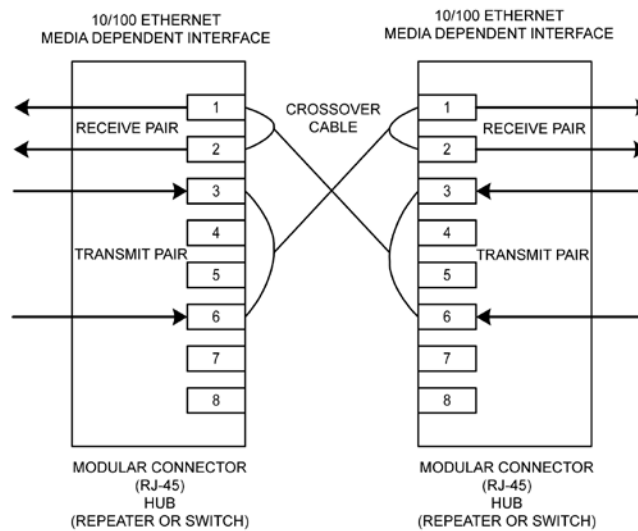 10/100 ETHERNET
MEDIA DEPENDENT INTERFACE
10/100 ETHERNET
MEDIA DEPENDENT INTERFACE
1
RECEIVE PAIR
2
3
4
TRANSMIT PAIR
5
6
7
8
CROSSOVER
CABLE
1
RECEIVE PAIR
2
3
4
TRANSMIT PAIR
5
6
7
8
MODULAR CONNECTOR
(RJ-45)
HUB
(REPEATER OR SWITCH)
MODULAR CONNECTOR
(RJ-45)
HUB
(REPEATER OR SWITCH)